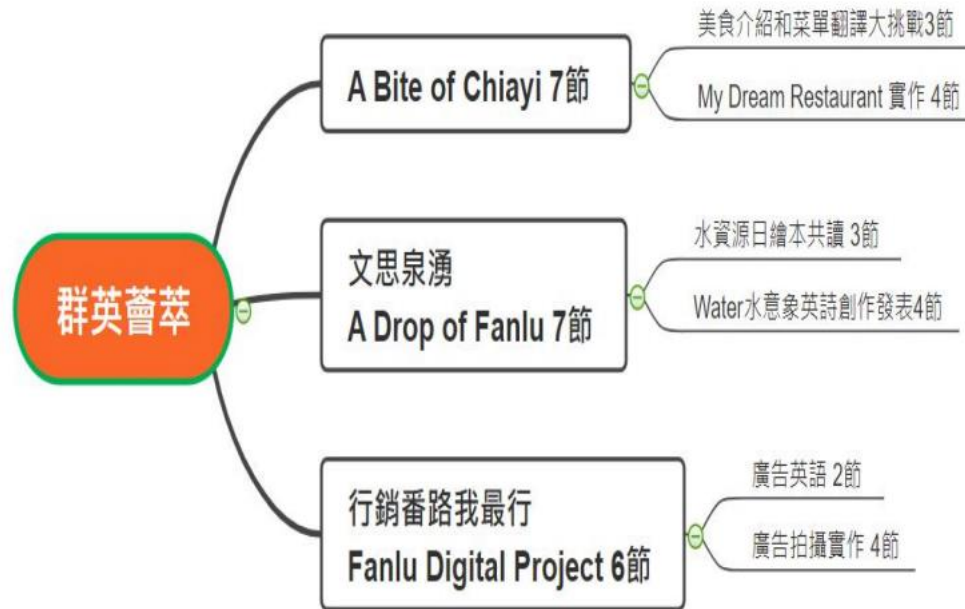 群英薈萃
A Bite of Chiayi 7節
美食介紹和菜單翻譯大挑戰3節
My Dream Restaurant 實作 4節
文思泉湧
A Drop of Fanlu 7節
水資源日繪本共讀 3節
Water水意象英詩創作發表4節
行銷番路我最行
Fanlu Digital Project 6節
廣告英語 2節
廣告拍攝實作 4節